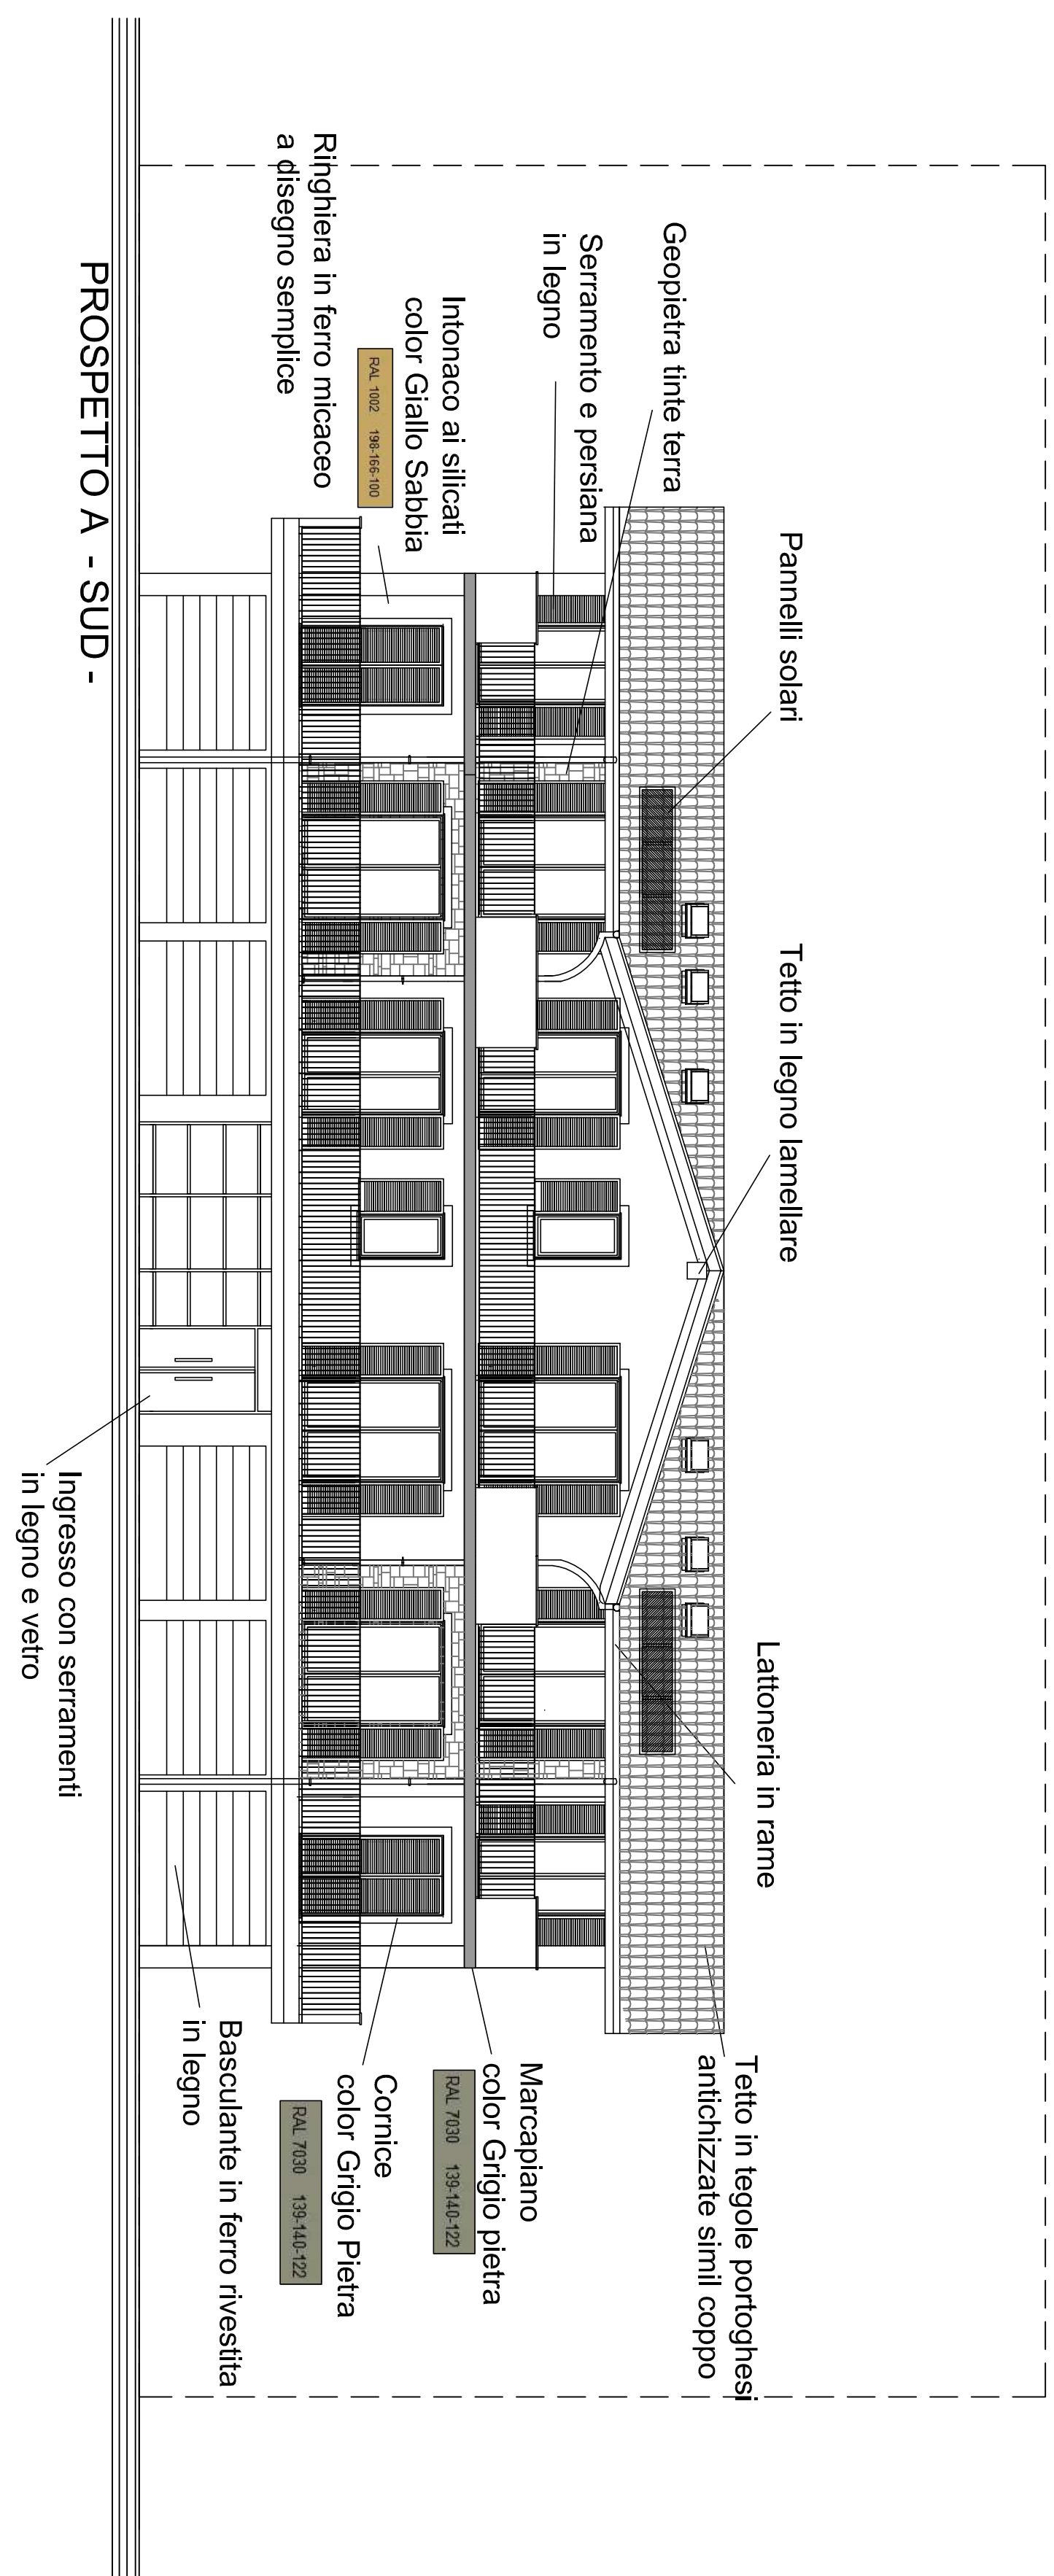 Pannelli solari
Tetto in legno lamellare
Lattoneria in rame
Tetto in tegole portoghesi
antichizzate simil coppo
Geopietra tinte terra
Serramento e persiana
in legno
Intonaco ai silicati
color Giallo Sabbia
RAL 1002 198-166-100
Ringhiera in ferro micaceo
a disegno semplice
Marcapiano
color Grigio pietra
RAL 7030 139-140-122
Cornice
color Grigio Pietra
RAL 7030 139-140-122
Basculante in ferro rivestita
in legno
Ingresso con serramenti
in legno e vetro
PROSPETTO A - SUD -